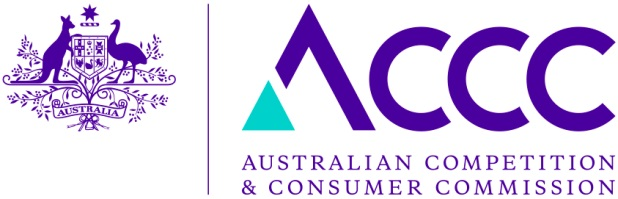 AUSTRALIA
ACCC
AUSTRALIAN COMPETITION
& CONSUMER COMMISSION